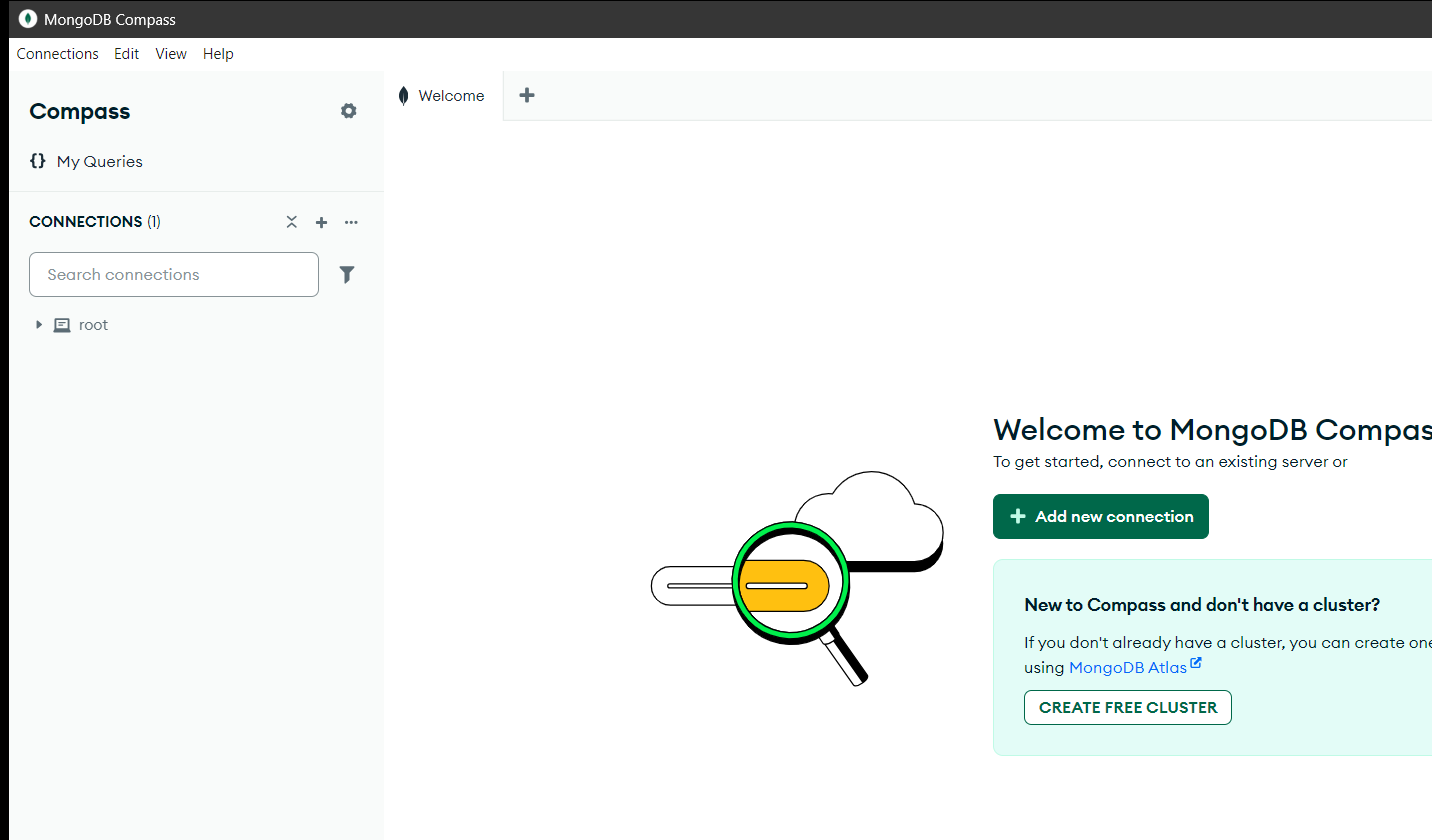 MongoDB Compass
Connections Edit View Help
Compass
Welcome
{} My Queries
CONNECTIONS (1)
Search connections
root
Welcome to MongoDB Compas
To get started, connect to an existing server or
Add new connection
New to Compass and don't have a cluster?
If you don't already have a cluster, you can create one
using MongoDB Atlas
CREATE FREE CLUSTER